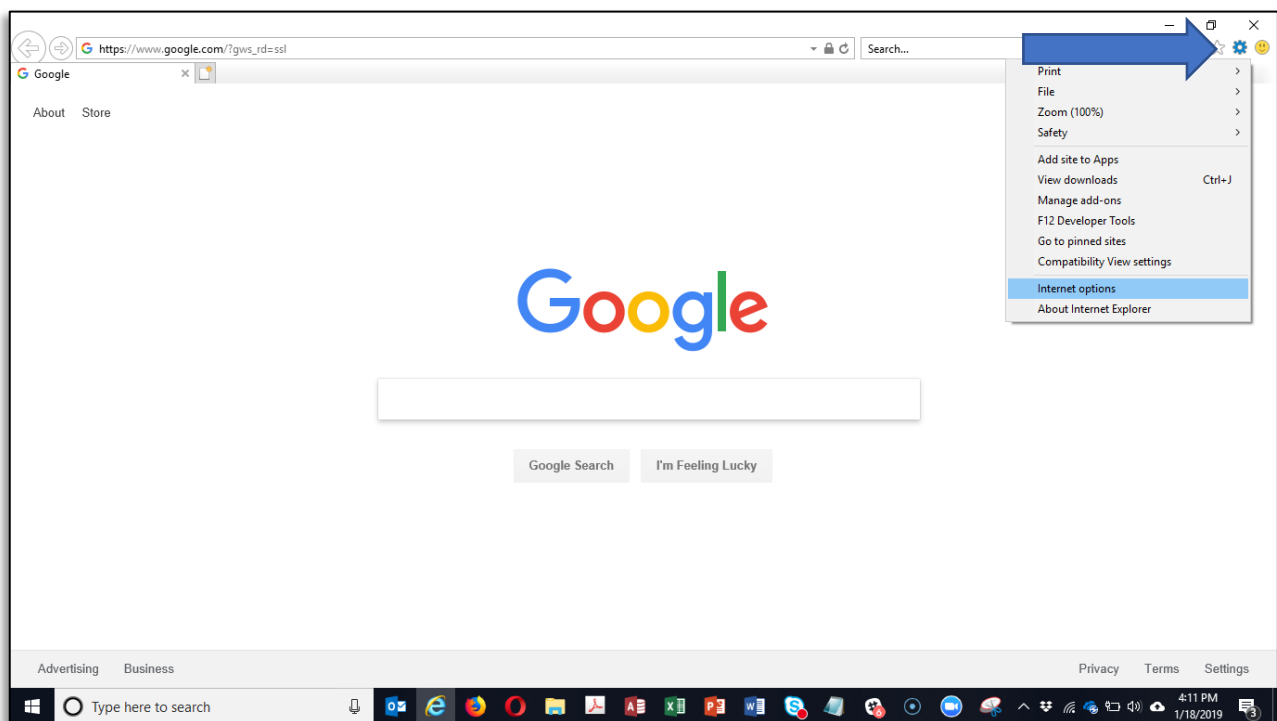 https://www.google.com/?gws_rd=ssl
Search...
Google
About Store
Print
File
Zoom (100%)
Safety
Add site to Apps
View downloads Ctrl+J
Manage add-ons
F12 Developer Tools
Go to pinned sites
Compatibility View settings
Internet options
About Internet Explorer
Google
Google Search I'm Feeling Lucky
Advertising Business Privacy Terms Settings
Type here to search
4:11 PM
1/18/2019
3